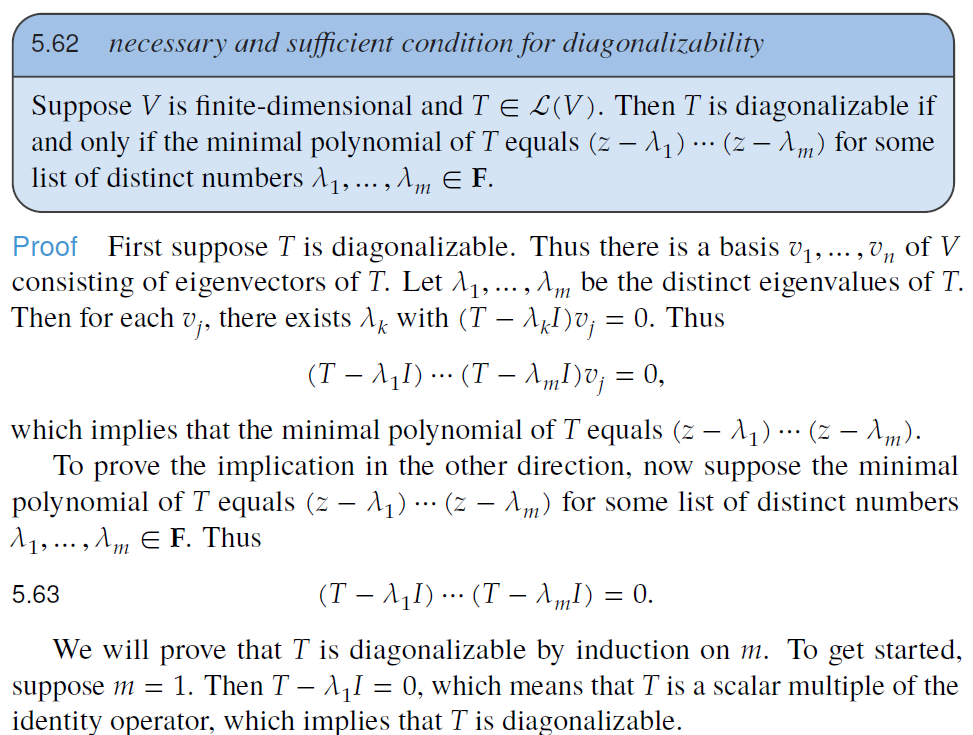 5.62 necessary and sufficient condition for diagonalizability
Suppose V is finite-dimensional and T ∈ ℒ(V). Then T is diagonalizable if
and only if the minimal polynomial of T equals (z − λ₁) ⋯ (z − λₘ) for some
list of distinct numbers λ₁, … , λₘ ∈ 𝐅.
Proof First suppose T is diagonalizable. Thus there is a basis v₁, … , vₙ of V
consisting of eigenvectors of T. Let λ₁, … , λₘ be the distinct eigenvalues of T.
Then for each vⱼ, there exists λₖ with (T − λₖI)vⱼ = 0. Thus
(T − λ₁I) ⋯ (T − λₘI)vⱼ = 0,
which implies that the minimal polynomial of T equals (z − λ₁) ⋯ (z − λₘ).
To prove the implication in the other direction, now suppose the minimal
polynomial of T equals (z − λ₁) ⋯ (z − λₘ) for some list of distinct numbers
λ₁, … , λₘ ∈ 𝐅. Thus
5.63 (T − λ₁I) ⋯ (T − λₘI) = 0.
We will prove that T is diagonalizable by induction on m. To get started,
suppose m = 1. Then T − λ₁I = 0, which means that T is a scalar multiple of the
identity operator, which implies that T is diagonalizable.